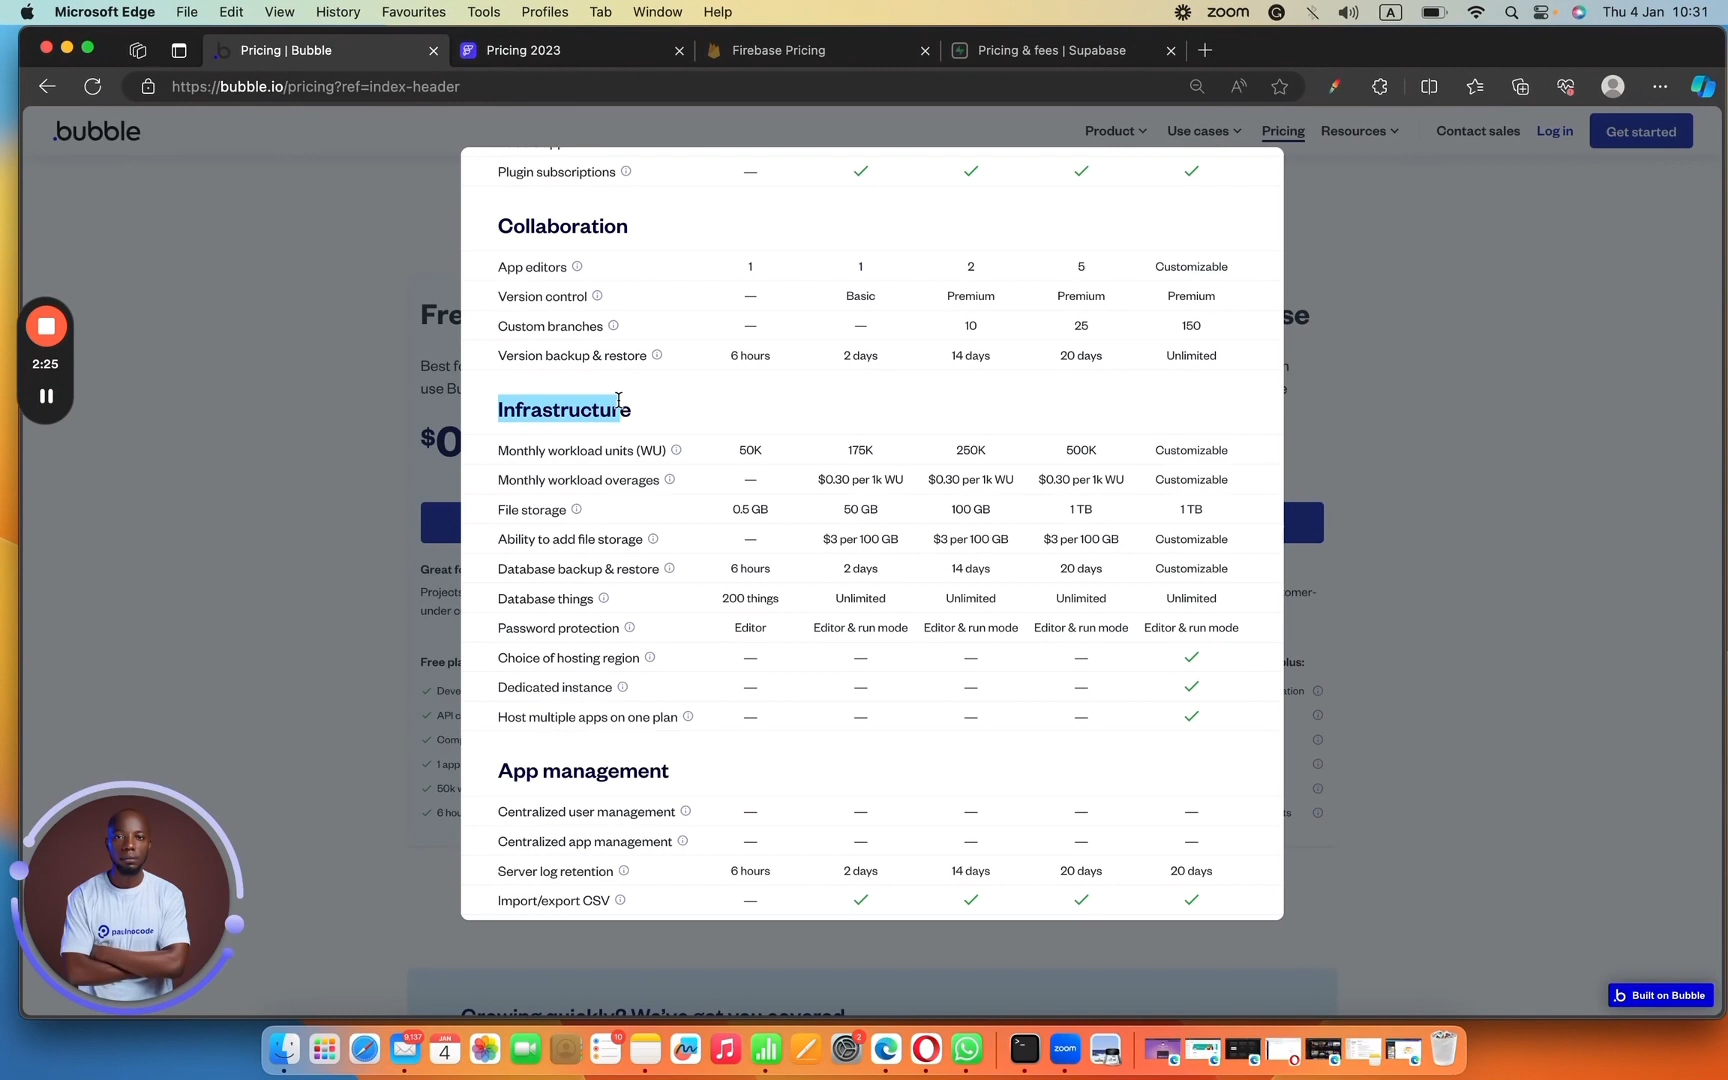 Microsoft Edge File Edit View History Favourites Tools Profiles Tab Window Help zoom A Thu 4 Jan 10:31
Pricing | Bubble Pricing 2023 Firebase Pricing Pricing & fees | Supabase
https://bubble.io/pricing?ref=index-header
.bubble Product Use cases Pricing Resources Contact sales Log in Get started
Plugin subscriptions — ✓ ✓ ✓ ✓
Collaboration
App editors 1 1 2 5 Customizable
Version control — Basic Premium Premium Premium
Custom branches — — 10 25 150
Version backup & restore 6 hours 2 days 14 days 20 days Unlimited
Infrastructure
Monthly workload units (WU) 50K 175K 250K 500K Customizable
Monthly workload overages — $0.30 per 1k WU $0.30 per 1k WU $0.30 per 1k WU Customizable
File storage 0.5 GB 50 GB 100 GB 1 TB 1 TB
Ability to add file storage — $3 per 100 GB $3 per 100 GB $3 per 100 GB Customizable
Database backup & restore 6 hours 2 days 14 days 20 days Customizable
Database things 200 things Unlimited Unlimited Unlimited Unlimited
Password protection Editor Editor & run mode Editor & run mode Editor & run mode Editor & run mode
Choice of hosting region — — — — ✓
Dedicated instance — — — — ✓
Host multiple apps on one plan — — — — ✓
App management
Centralized user management — — — — —
Centralized app management — — — — —
Server log retention 6 hours 2 days 14 days 20 days 20 days
Import/export CSV — ✓ ✓ ✓ ✓
2:25
$0
Built on Bubble
paulnocode
9,137
JAN
4
10
2
zoom